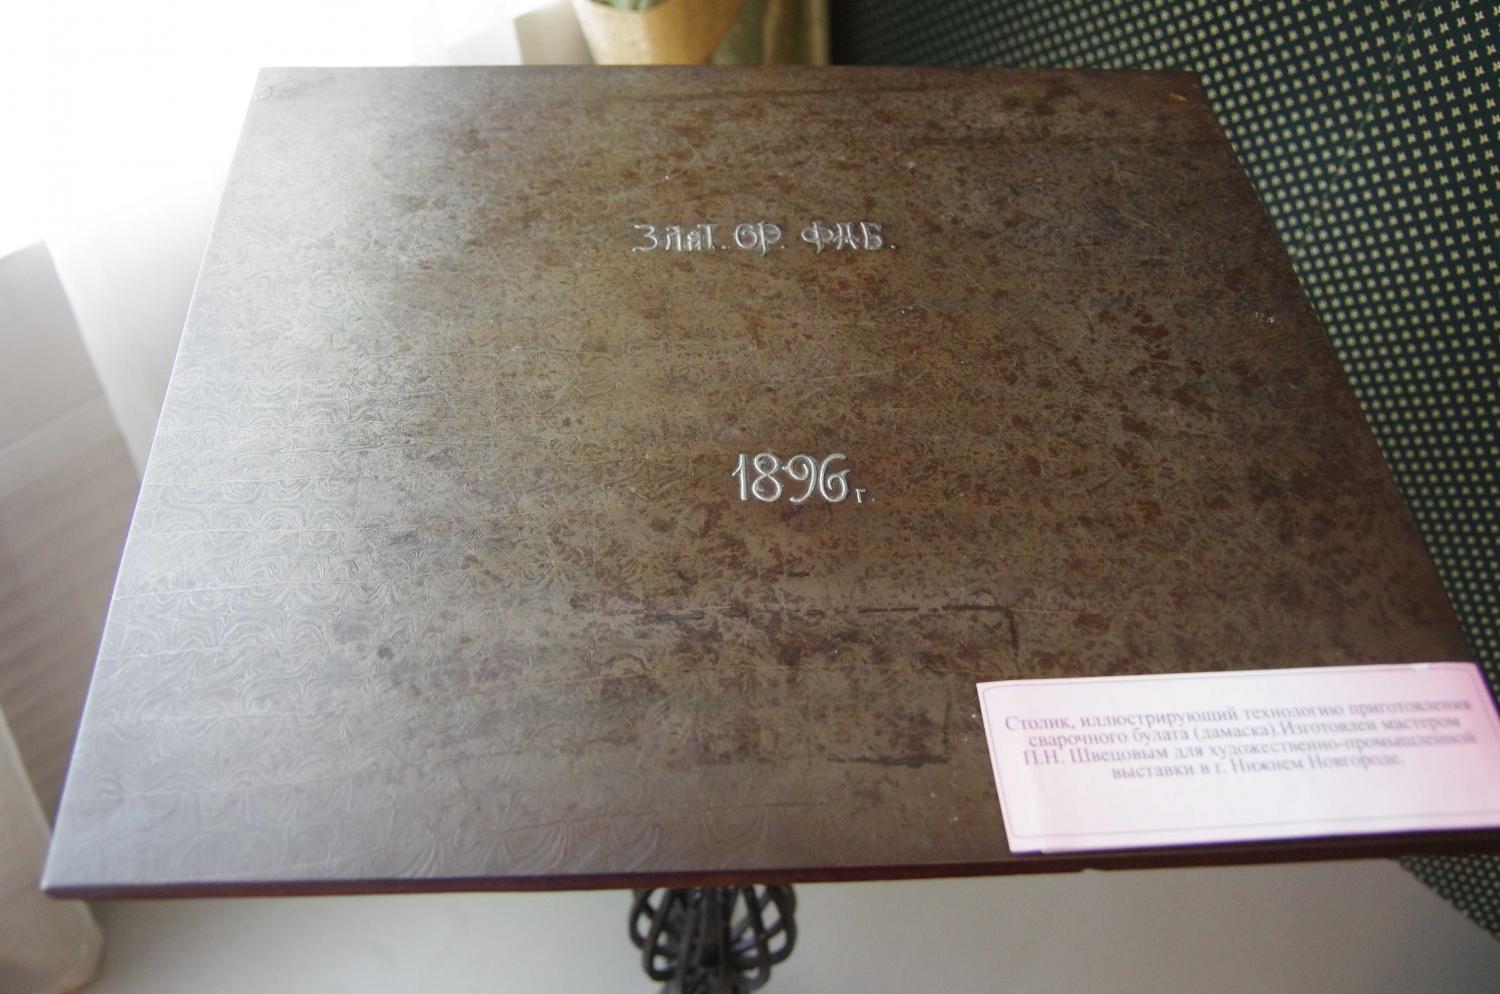 Злат. ОР. ФАБ.
1896 г.
Столик, иллюстрирующий технологию приготовления
сварочного булата (дамаска).Изготовлен мастером
П.Н. Швецовым для художественно-промышленной
выставки в г. Нижнем Новгороде.